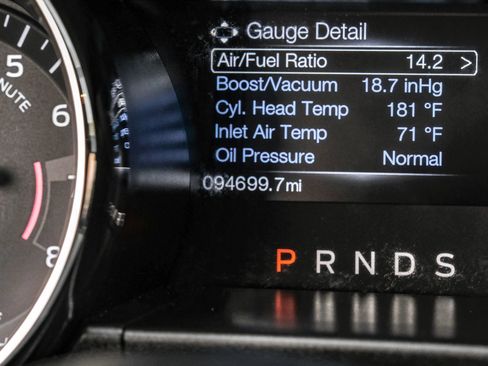 Gauge Detail
Air/Fuel Ratio 14.2 >
Boost/Vacuum 18.7 inHg
Cyl. Head Temp 181 °F
Inlet Air Temp 71 °F
Oil Pressure Normal
094699.7mi
P R N D S
5
6
8